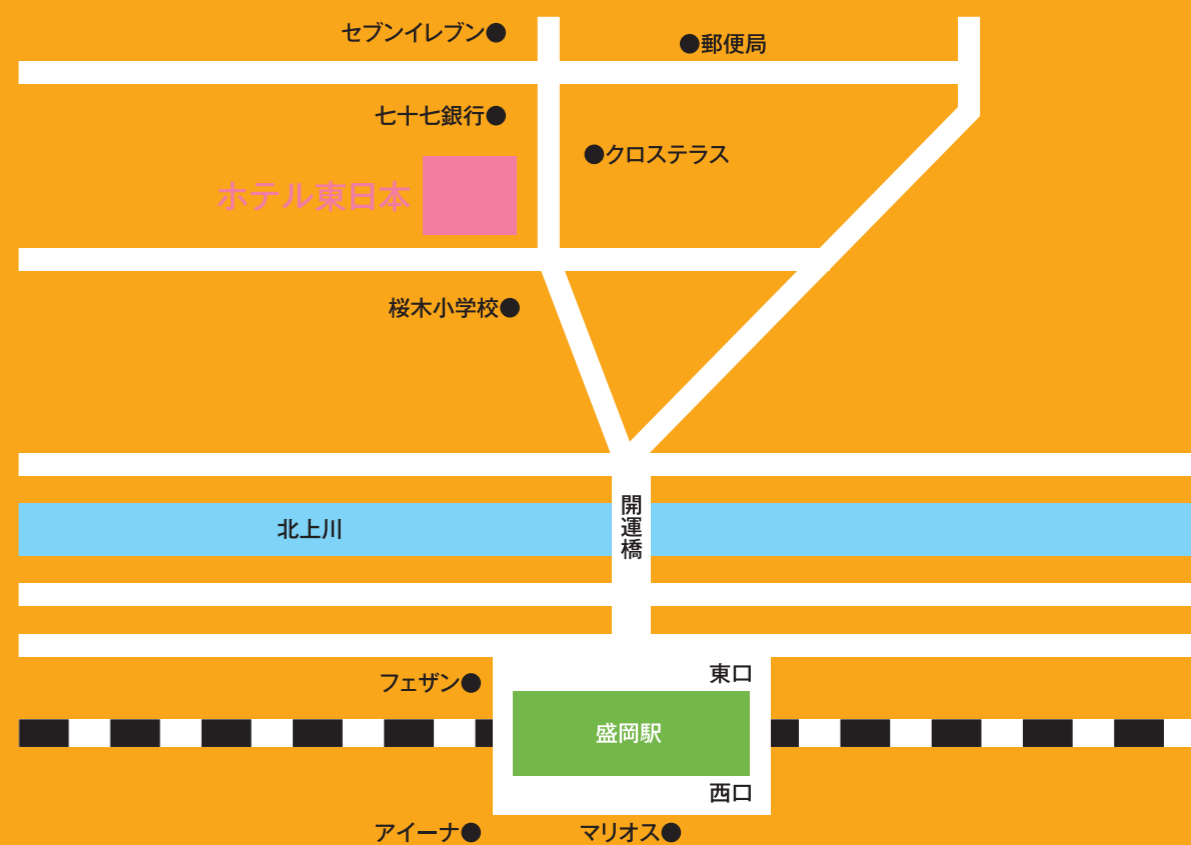 セブンイレブン●
●郵便局
七十七銀行●
●クロステラス
ホテル東日本
桜木小学校●
開運橋
北上川
東口
フェザン●
盛岡駅
西口
アイーナ●
マリオス●